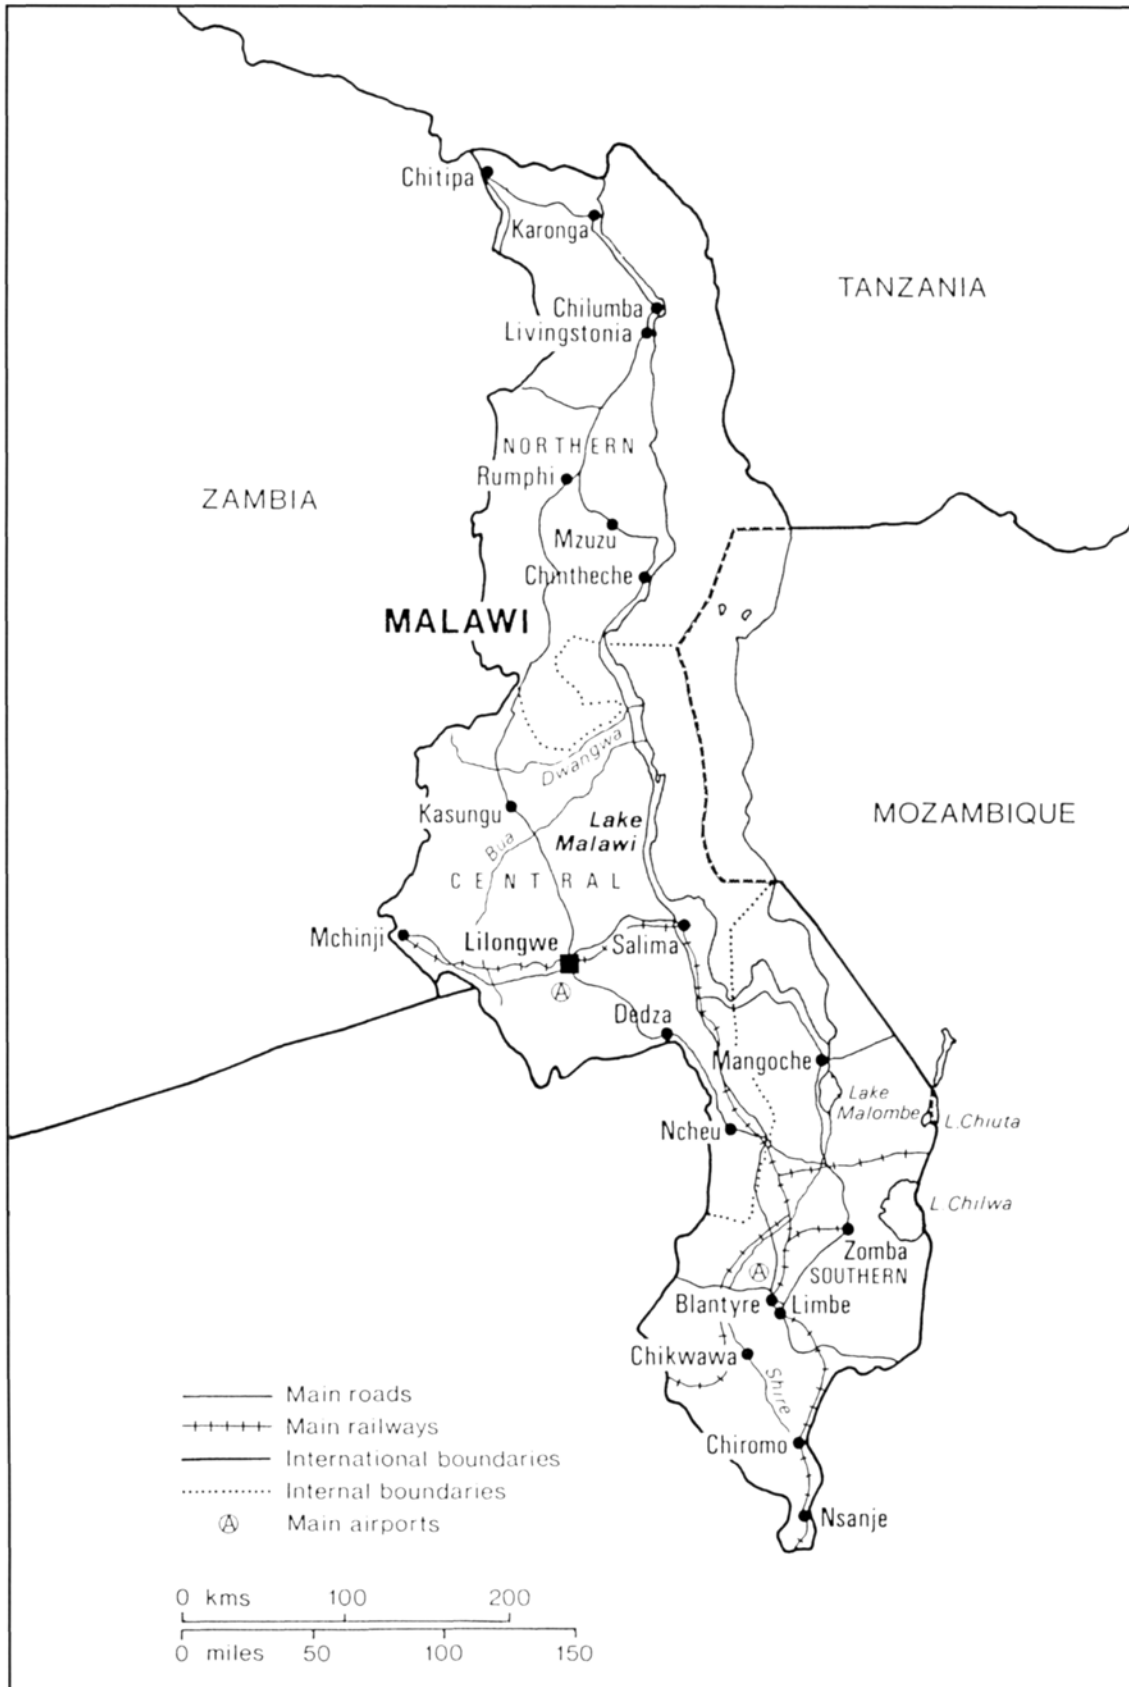 Chitipa
Karonga
TANZANIA
Chilumba
Livingstonia
NORTHERN
Rumphi
ZAMBIA
Mzuzu
Chintheche
MALAWI
Dwangwa
Kasungu
Lake
Malawi
MOZAMBIQUE
Bua
CENTRAL
Mchinji
Lilongwe
Salima
A
Dedza
Mangoche
Lake
Malombe
L.Chiuta
Ncheu
L.Chilwa
Zomba
SOUTHERN
A
Blantyre
Limbe
Chikwawa
Shire
Chiromo
Nsanje
Main roads
Main railways
International boundaries
Internal boundaries
A Main airports
0 kms 100 200
0 miles 50 100 150